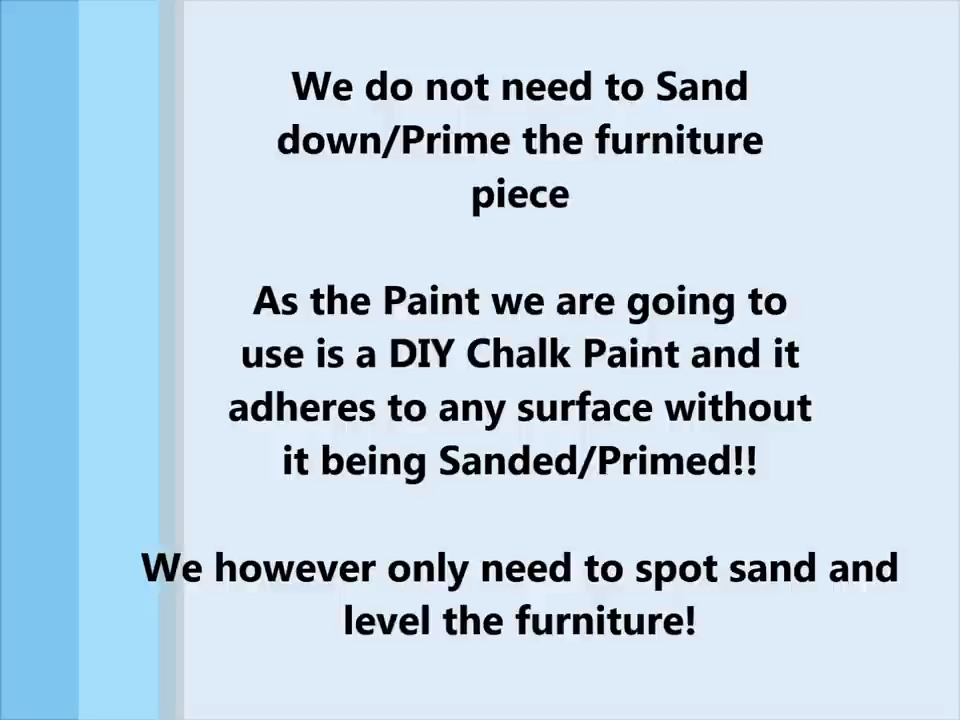 We do not need to Sand
down/Prime the furniture
piece
As the Paint we are going to
use is a DIY Chalk Paint and it
adheres to any surface without
it being Sanded/Primed!!
We however only need to spot sand and
level the furniture!